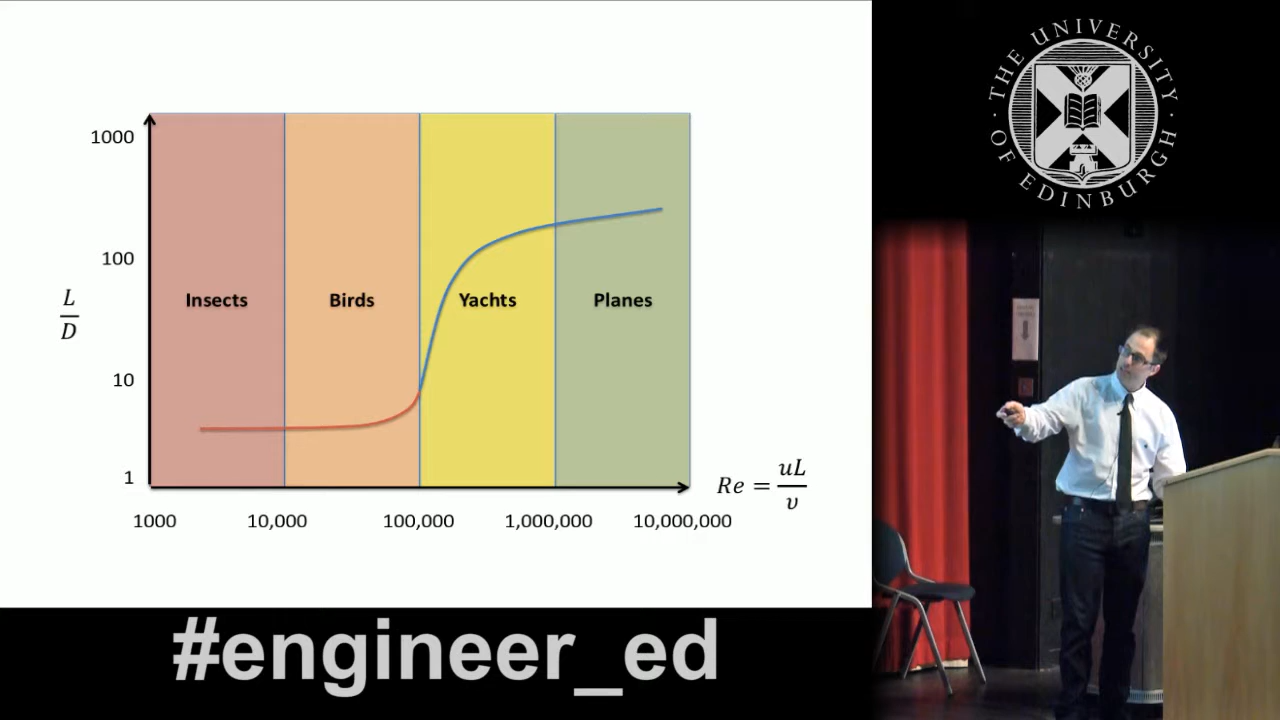 1000
100
10
1
L
D
Insects
Birds
Yachts
Planes
Re = uL
υ
1000
10,000
100,000
1,000,000
10,000,000
#engineer_ed
THE UNIVERSITY
OF EDINBURGH